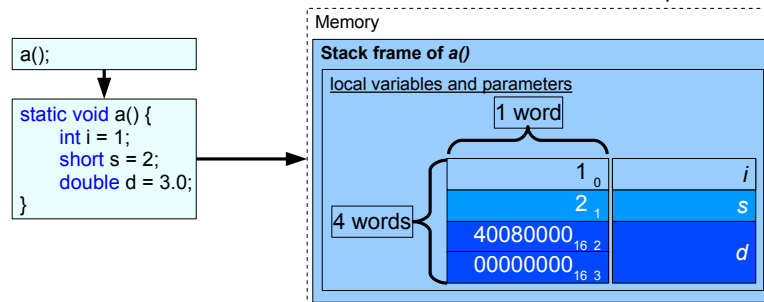 Memory
a();
Stack frame of a()
local variables and parameters
1 word
static void a() {
int i = 1;
short s = 2;
double d = 3.0;
}
4 words
1 0 i
2 1 s
40080000 16 2
d
00000000 16 3